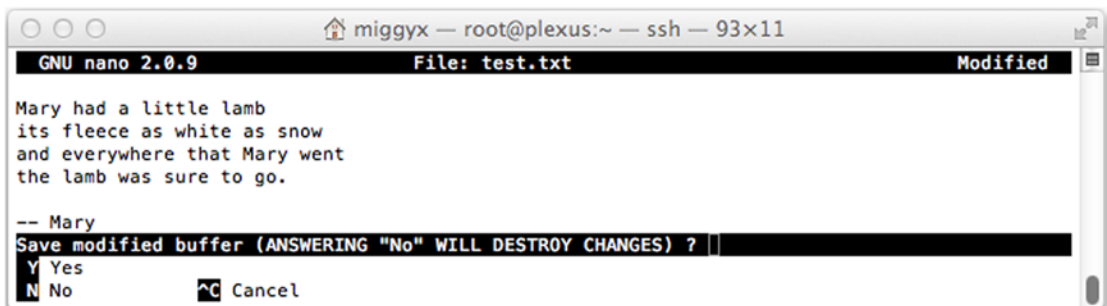 miggyx — root@plexus:~ — ssh — 93×11
GNU nano 2.0.9 File: test.txt Modified
Mary had a little lamb
its fleece as white as snow
and everywhere that Mary went
the lamb was sure to go.
-- Mary
Save modified buffer (ANSWERING "No" WILL DESTROY CHANGES) ?
Y Yes
N No ^C Cancel